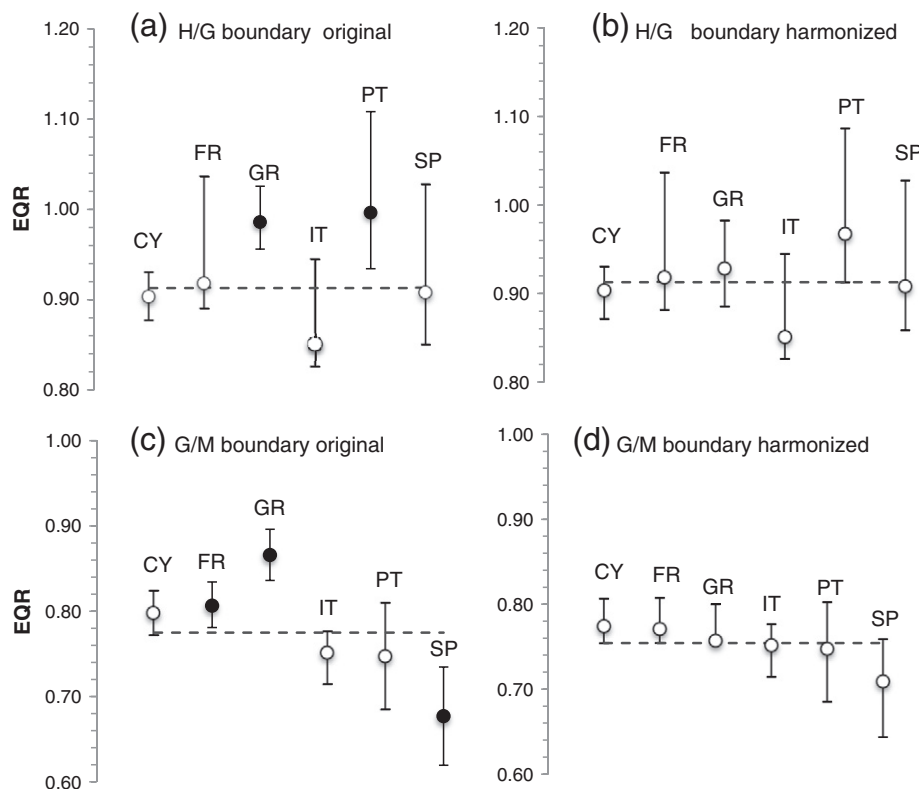 (a) H/G boundary original
EQR
1.20
1.10
1.00
0.90
0.80
CY
FR
GR
IT
PT
SP
(b) H/G boundary harmonized
1.20
1.10
1.00
0.90
0.80
CY
FR
GR
IT
PT
SP
(c) G/M boundary original
EQR
1.00
0.90
0.80
0.70
0.60
CY
FR
GR
IT
PT
SP
(d) G/M boundary harmonized
1.00
0.90
0.80
0.70
0.60
CY
FR
GR
IT
PT
SP